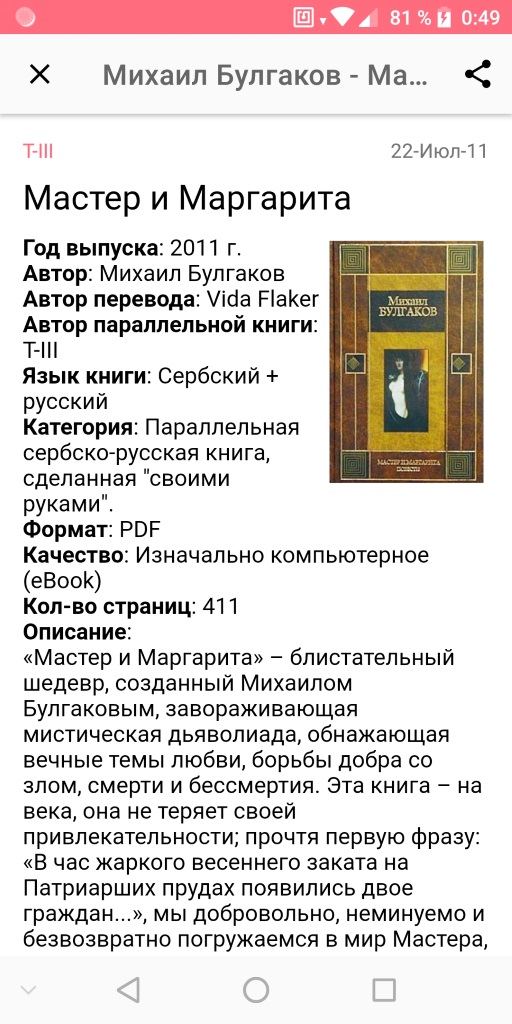 81 % 0:49
Михаил Булгаков - Ма...
T-III 22-Июл-11
Мастер и Маргарита
Год выпуска: 2011 г.
Автор: Михаил Булгаков
Автор перевода: Vida Flaker
Автор параллельной книги:
T-III
Язык книги: Сербский +
русский
Категория: Параллельная
сербско-русская книга,
сделанная "своими
руками".
Формат: PDF
Качество: Изначально компьютерное
(eBook)
Кол-во страниц: 411
Описание:
«Мастер и Маргарита» – блистательный
шедевр, созданный Михаилом
Булгаковым, завораживающая
мистическая дьяволиада, обнажающая
вечные темы любви, борьбы добра со
злом, смерти и бессмертия. Эта книга – на
века, она не теряет своей
привлекательности; прочтя первую фразу:
«В час жаркого весеннего заката на
Патриарших прудах появились двое
граждан...», мы добровольно, неминуемо и
безвозвратно погружаемся в мир Мастера,
Михаил
БУЛГАКОВ
МАСТЕР И МАРГАРИТА